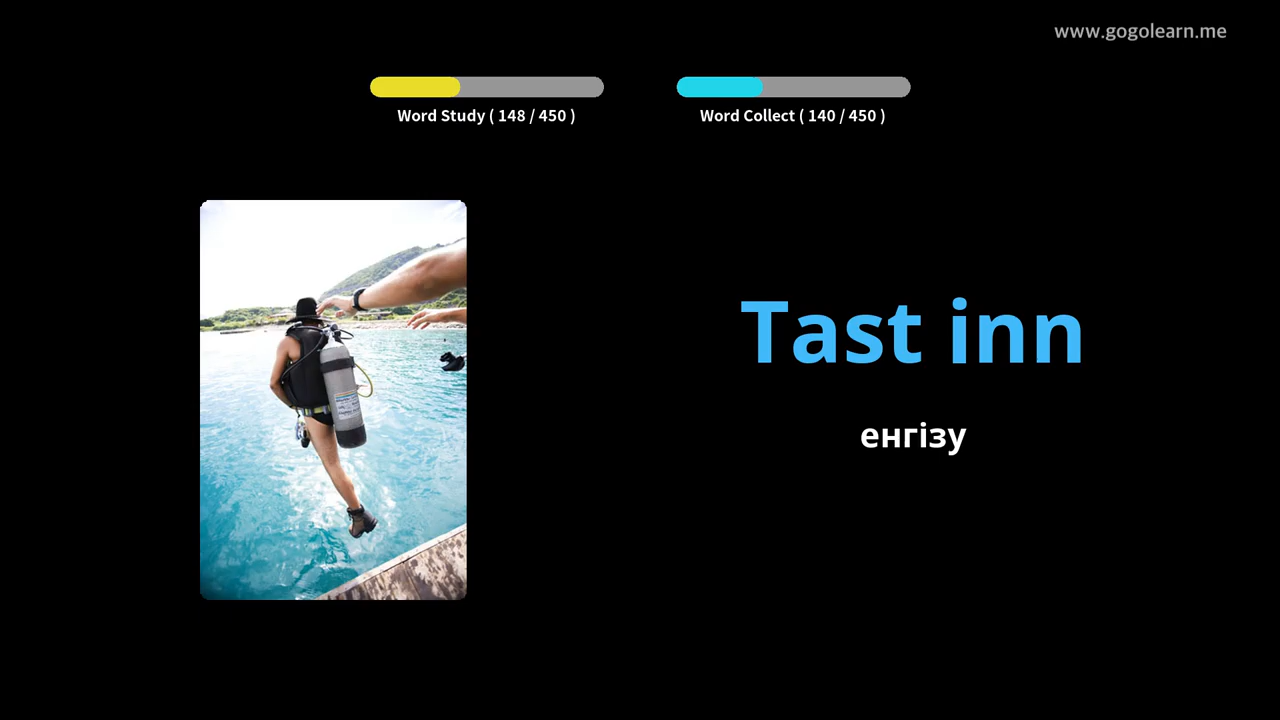 www.gogolearn.me
Word Study ( 148 / 450 )
Word Collect ( 140 / 450 )
Tast inn
енгізу